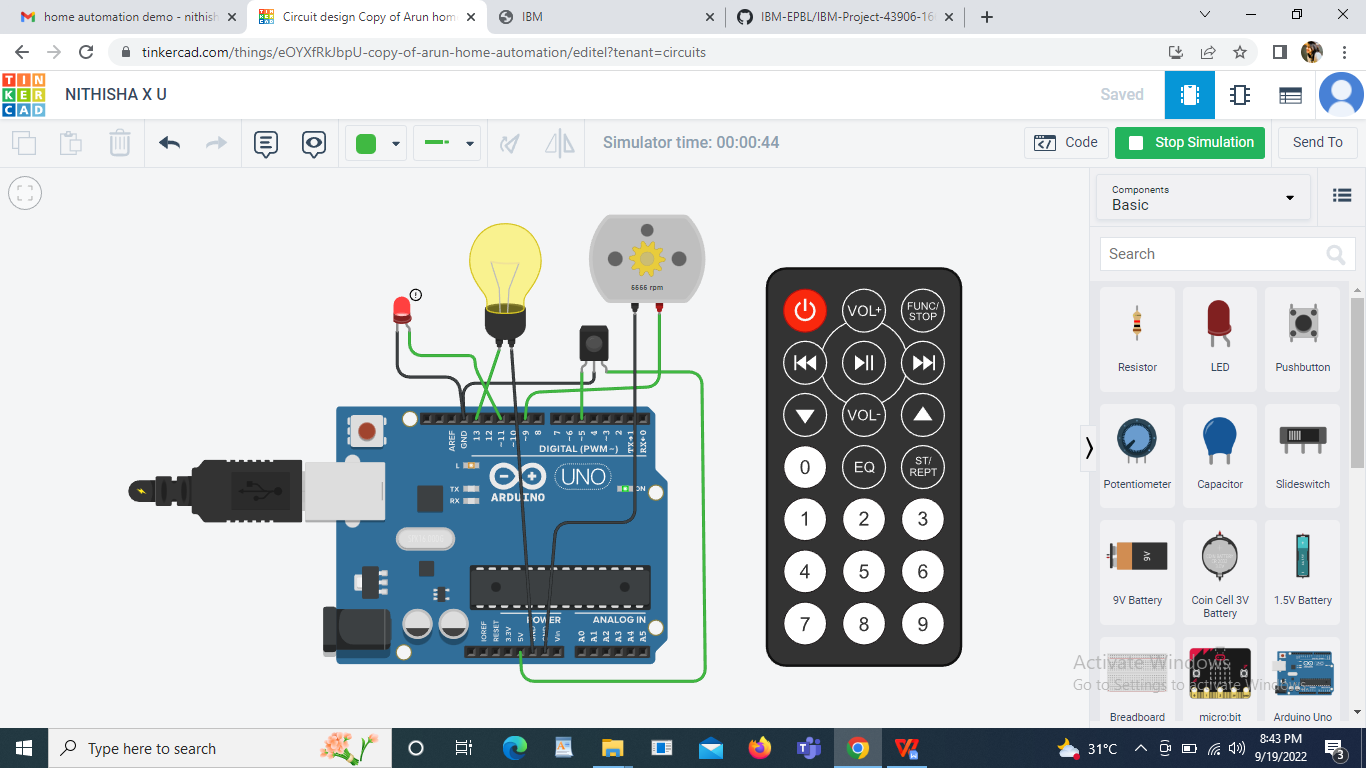 home automation demo - nithish
Circuit design Copy of Arun hom
IBM
IBM-EPBL/IBM-Project-43906-16
tinkercad.com/things/eOYXfRkJbpU-copy-of-arun-home-automation/editel?tenant=circuits
TIN
KER
CAD
NITHISHA X U
Saved
Simulator time: 00:00:44
Code
Stop Simulation
Send To
Components
Basic
Search
Resistor
LED
Pushbutton
Potentiometer
Capacitor
Slideswitch
9V
9V Battery
Coin Cell 3V
Battery
1.5V Battery
Breadboard
micro:bit
Arduino Uno
rpm
VOL+
FUNC/
STOP
VOL-
0
EQ
ST/
REPT
1
2
3
4
5
6
7
8
9
AREF
GND
13
12
~11
~10
~9
8
7
~6
~5
4
~3
2
TX→1
RX←0
DIGITAL (PWM~)
L
TX
RX
ARDUINO
UNO
ON
POWER
ANALOG IN
IOREF
RESET
3.3V
5V
Vin
A0
A1
A2
A3
A4
A5
Activate Windows
Go to Settings to activate Windows.
Type here to search
31°C
8:43 PM
9/19/2022
3